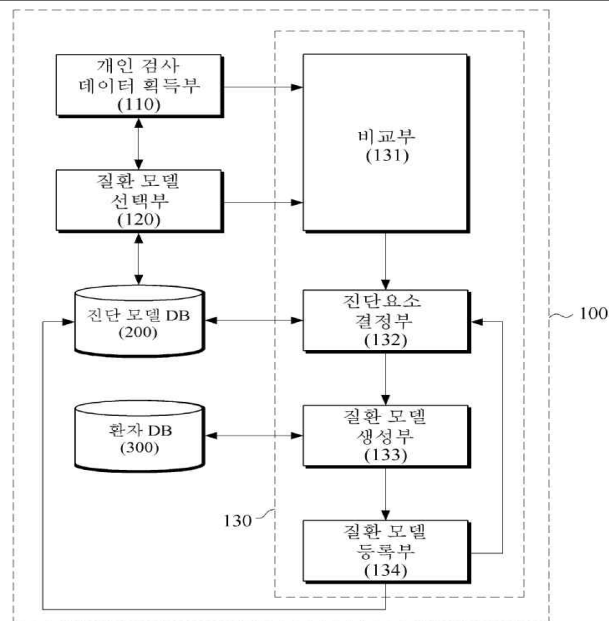 개인 검사
데이터 획득부
(110)
비교부
(131)
질환 모델
선택부
(120)
진단 모델 DB
(200)
진단요소
결정부
(132)
100
환자 DB
(300)
질환 모델
생성부
(133)
130
질환 모델
등록부
(134)